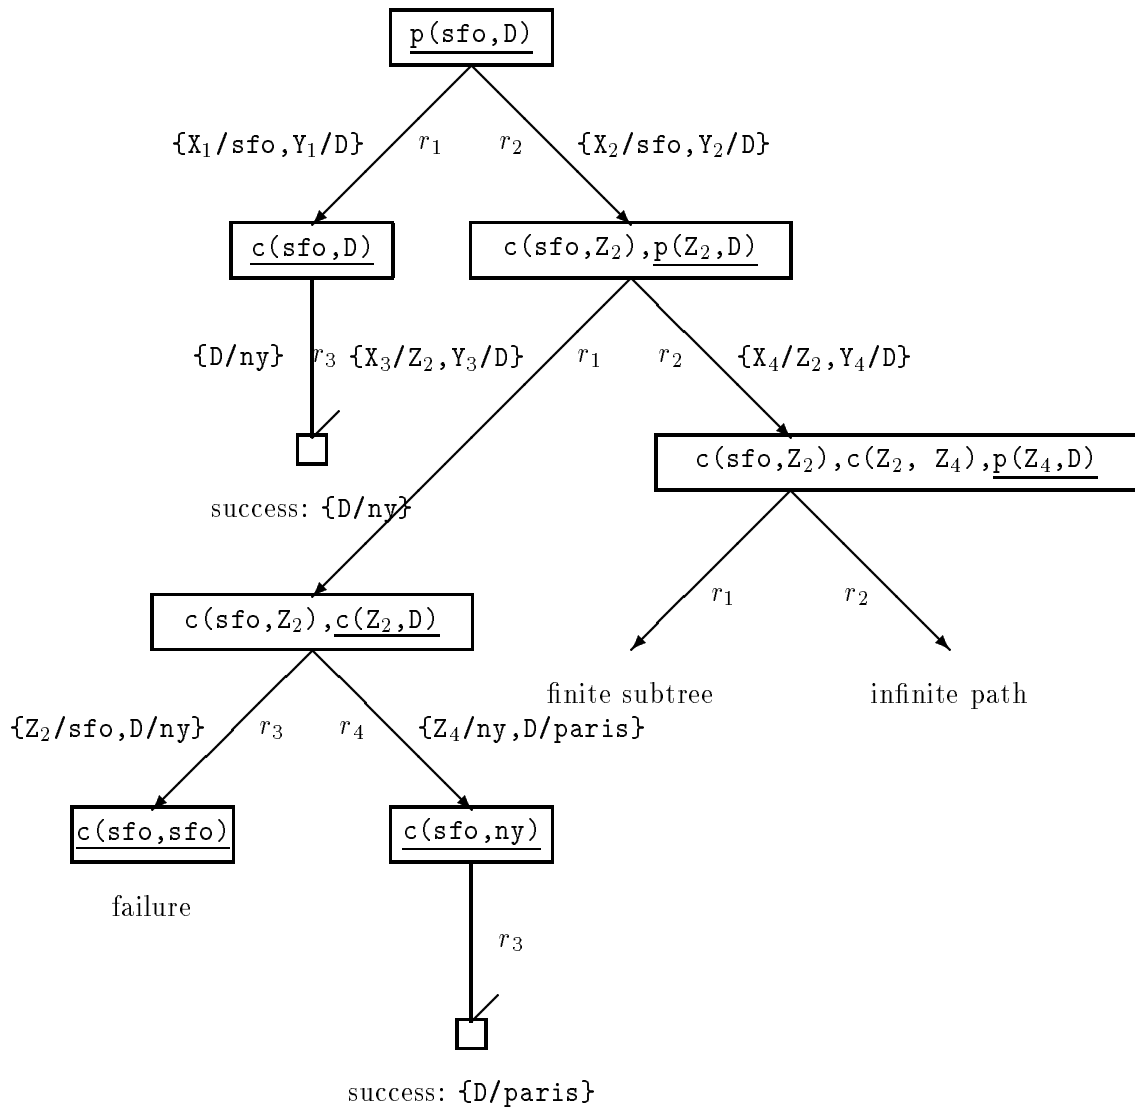 p(sfo,D)
{X₁/sfo,Y₁/D} r₁ r₂ {X₂/sfo,Y₂/D}
c(sfo,D) c(sfo,Z₂),p(Z₂,D)
{D/ny} r₃ {X₃/Z₂,Y₃/D} r₁ r₂ {X₄/Z₂,Y₄/D}
c(sfo,Z₂),c(Z₂, Z₄),p(Z₄,D)
success: {D/ny}
r₁ r₂
c(sfo,Z₂),c(Z₂,D)
finite subtree infinite path
{Z₂/sfo,D/ny} r₃ r₄ {Z₄/ny,D/paris}
c(sfo,sfo) c(sfo,ny)
failure
r₃
success: {D/paris}